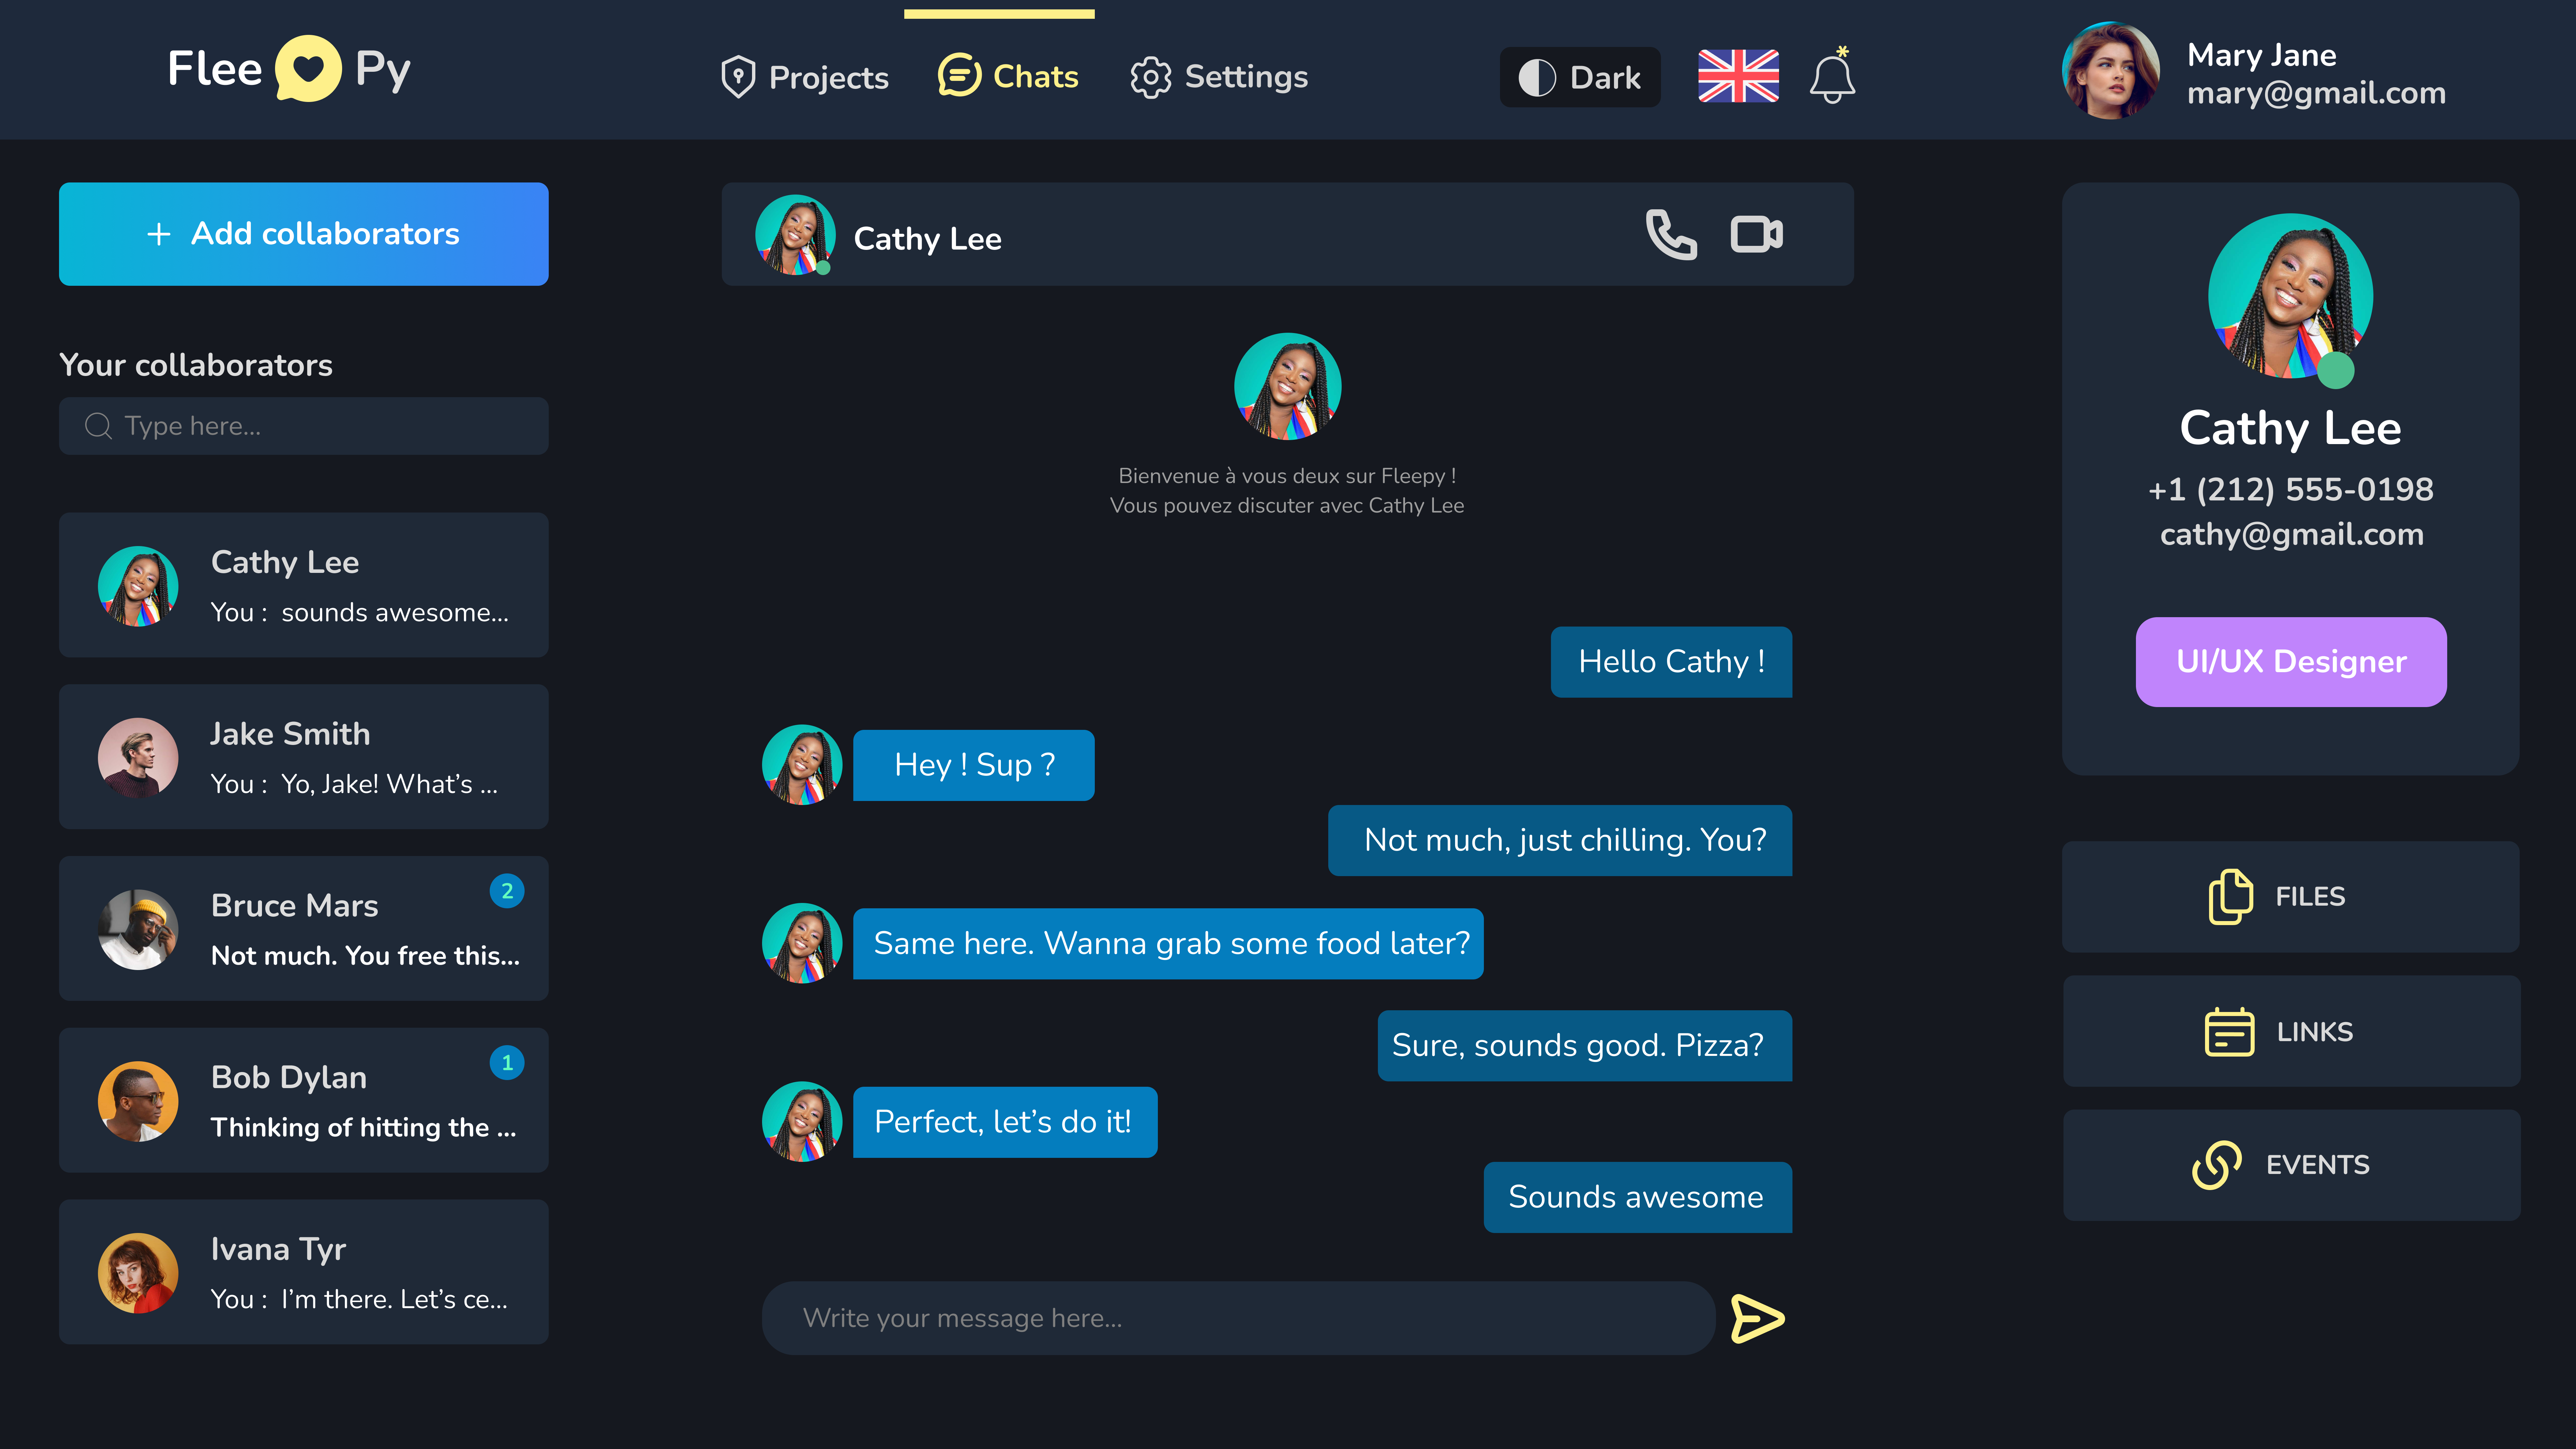 Flee Py
Projects
Chats
Settings
Dark
Mary Jane
mary@gmail.com
+ Add collaborators
Your collaborators
Type here...
Cathy Lee
You : sounds awesome...
Jake Smith
You : Yo, Jake! What’s ...
Bruce Mars
2
Not much. You free this...
Bob Dylan
1
Thinking of hitting the ...
Ivana Tyr
You : I’m there. Let’s ce...
Cathy Lee
Bienvenue à vous deux sur Fleepy !
Vous pouvez discuter avec Cathy Lee
Hello Cathy !
Hey ! Sup ?
Not much, just chilling. You?
Same here. Wanna grab some food later?
Sure, sounds good. Pizza?
Perfect, let’s do it!
Sounds awesome
Write your message here...
Cathy Lee
+1 (212) 555-0198
cathy@gmail.com
UI/UX Designer
FILES
LINKS
EVENTS